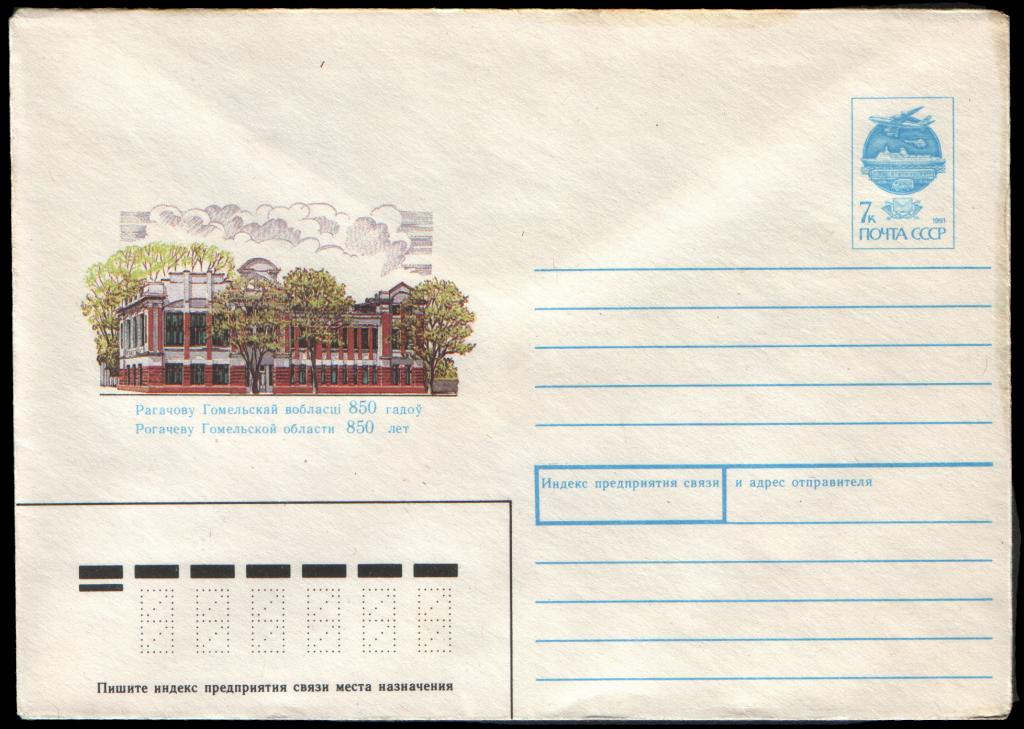 7к 1991
ПОЧТА СССР
Рагачову Гомельскай вобласці 850 гадоў
Рогачеву Гомельской области 850 лет
Индекс предприятия связи и адрес отправителя
Пишите индекс предприятия связи места назначения